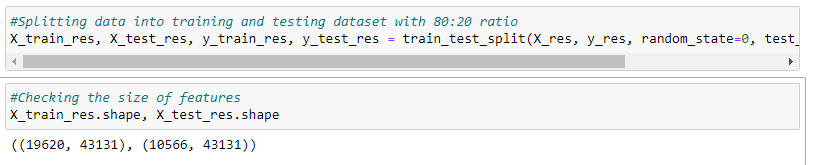 #Splitting data into training and testing dataset with 80:20 ratio
X_train_res, X_test_res, y_train_res, y_test_res = train_test_split(X_res, y_res, random_state=0, test_
#Checking the size of features
X_train_res.shape, X_test_res.shape
((19620, 43131), (10566, 43131))